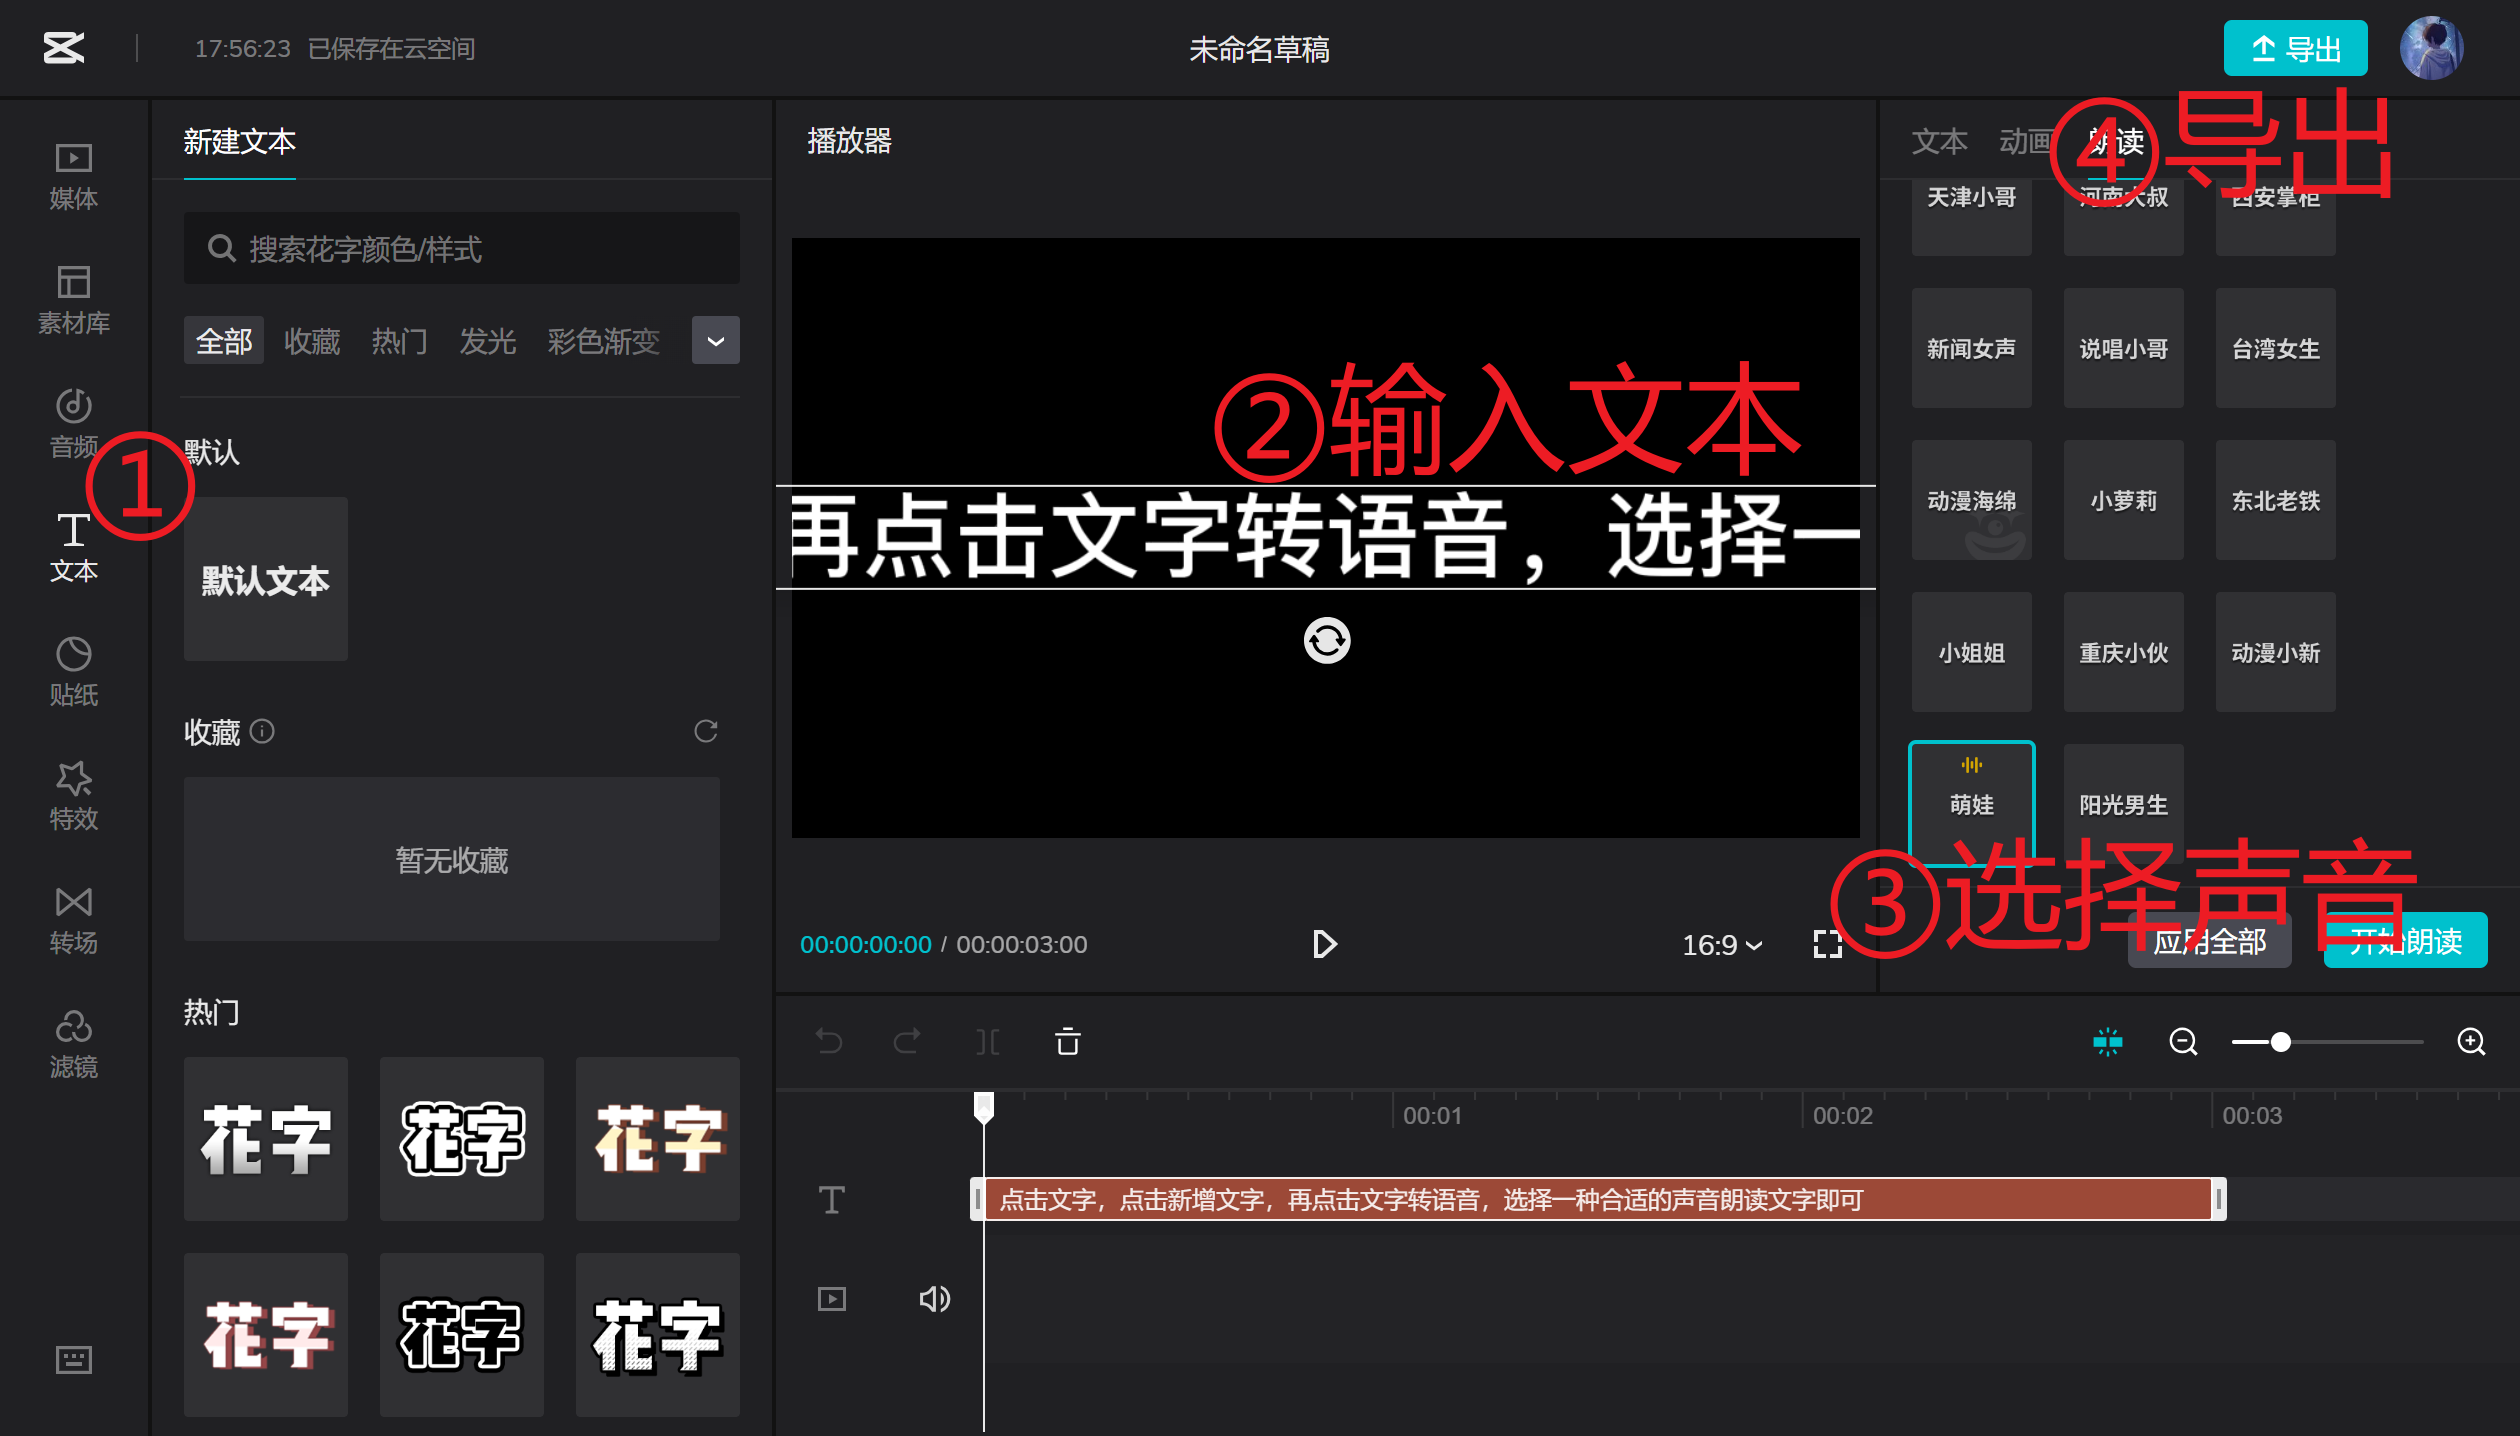 17:56:23 已保存在云空间
未命名草稿
导出
媒体
素材库
音频
①
文本
贴纸
特效
转场
滤镜
新建文本
搜索花字颜色/样式
全部 收藏 热门 发光 彩色渐变
默认
默认文本
收藏
暂无收藏
热门
花字 花字 花字
花字 花字 花字
播放器
②输入文本
再点击文字转语音，选择一
00:00:00:00 / 00:00:03:00
16:9
文本 动画 朗读
④导出
天津小哥 河南大叔 西安掌柜
新闻女声 说唱小哥 台湾女生
动漫海绵 小萝莉 东北老铁
小姐姐 重庆小伙 动漫小新
萌娃 阳光男生
③选择声音
应用全部 开始朗读
00:01 00:02 00:03
点击文字，点击新增文字，再点击文字转语音，选择一种合适的声音朗读文字即可